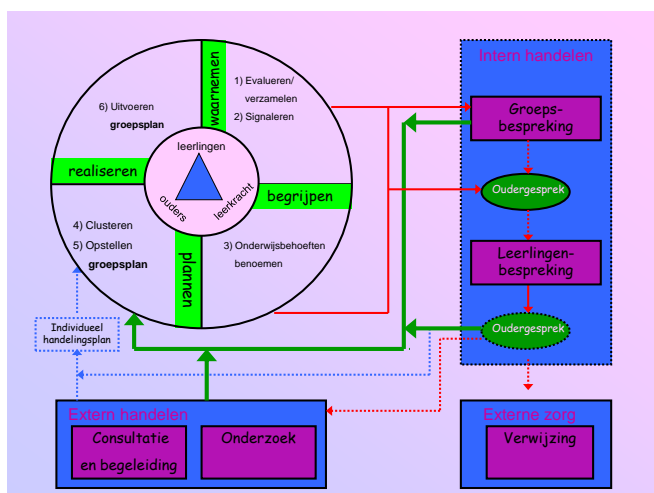 waarnemen
1) Evalueren/
verzamelen
2) Signaleren
6) Uitvoeren
groepsplan
leerlingen
ouders
leerkracht
realiseren
begrijpen
plannen
4) Clusteren
5) Opstellen
groepsplan
3) Onderwijsbehoeften
benoemen
Individueel
handelingsplan
Intern handelen
Groeps-
bespreking
Oudergesprek
Leerlingen-
bespreking
Oudergesprek
Extern handelen
Consultatie
en begeleiding
Onderzoek
Externe zorg
Verwijzing